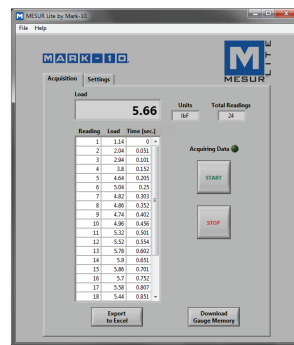 MESUR Lite by Mark-10
File Help
MARK-10
M
MESUR
Acquisition Settings
Load
5.66
Units
lbF
Total Readings
24
Reading Load Time [sec.]
1 1.14 0
2 2.04 0.051
3 2.94 0.101
4 3.8 0.152
5 4.64 0.205
6 5.04 0.25
7 4.82 0.303
8 4.86 0.352
9 4.74 0.402
10 4.96 0.456
11 5.32 0.501
12 5.52 0.554
13 5.78 0.602
14 5.9 0.651
15 5.86 0.701
16 5.7 0.752
17 5.58 0.807
18 5.44 0.851
Acquiring Data
START
STOP
Export
to Excel
Download
Gauge Memory